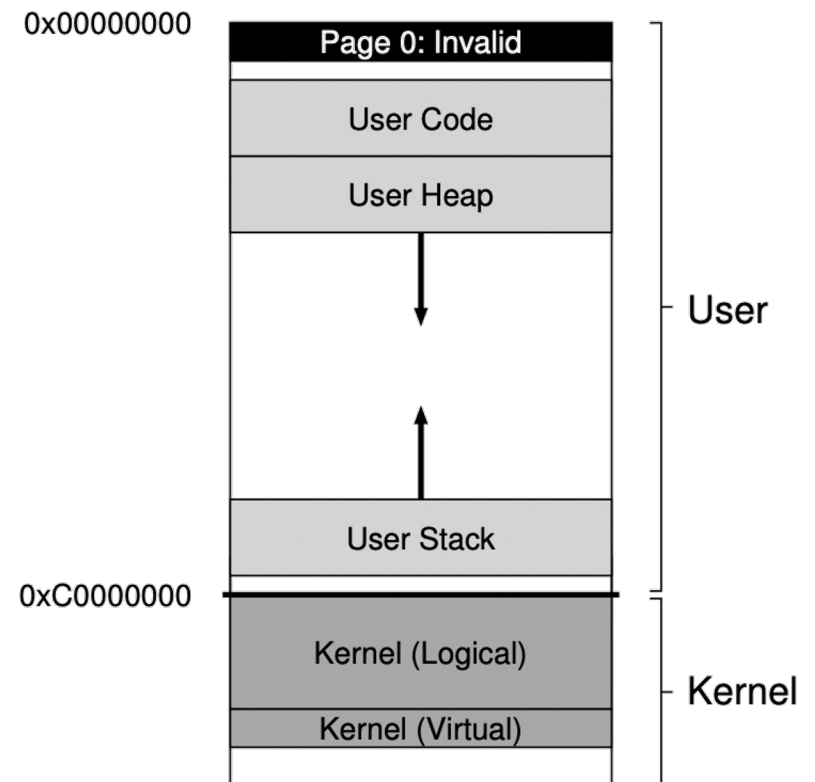 0x00000000
Page 0: Invalid
User Code
User Heap
User
User Stack
0xC0000000
Kernel (Logical)
Kernel
Kernel (Virtual)